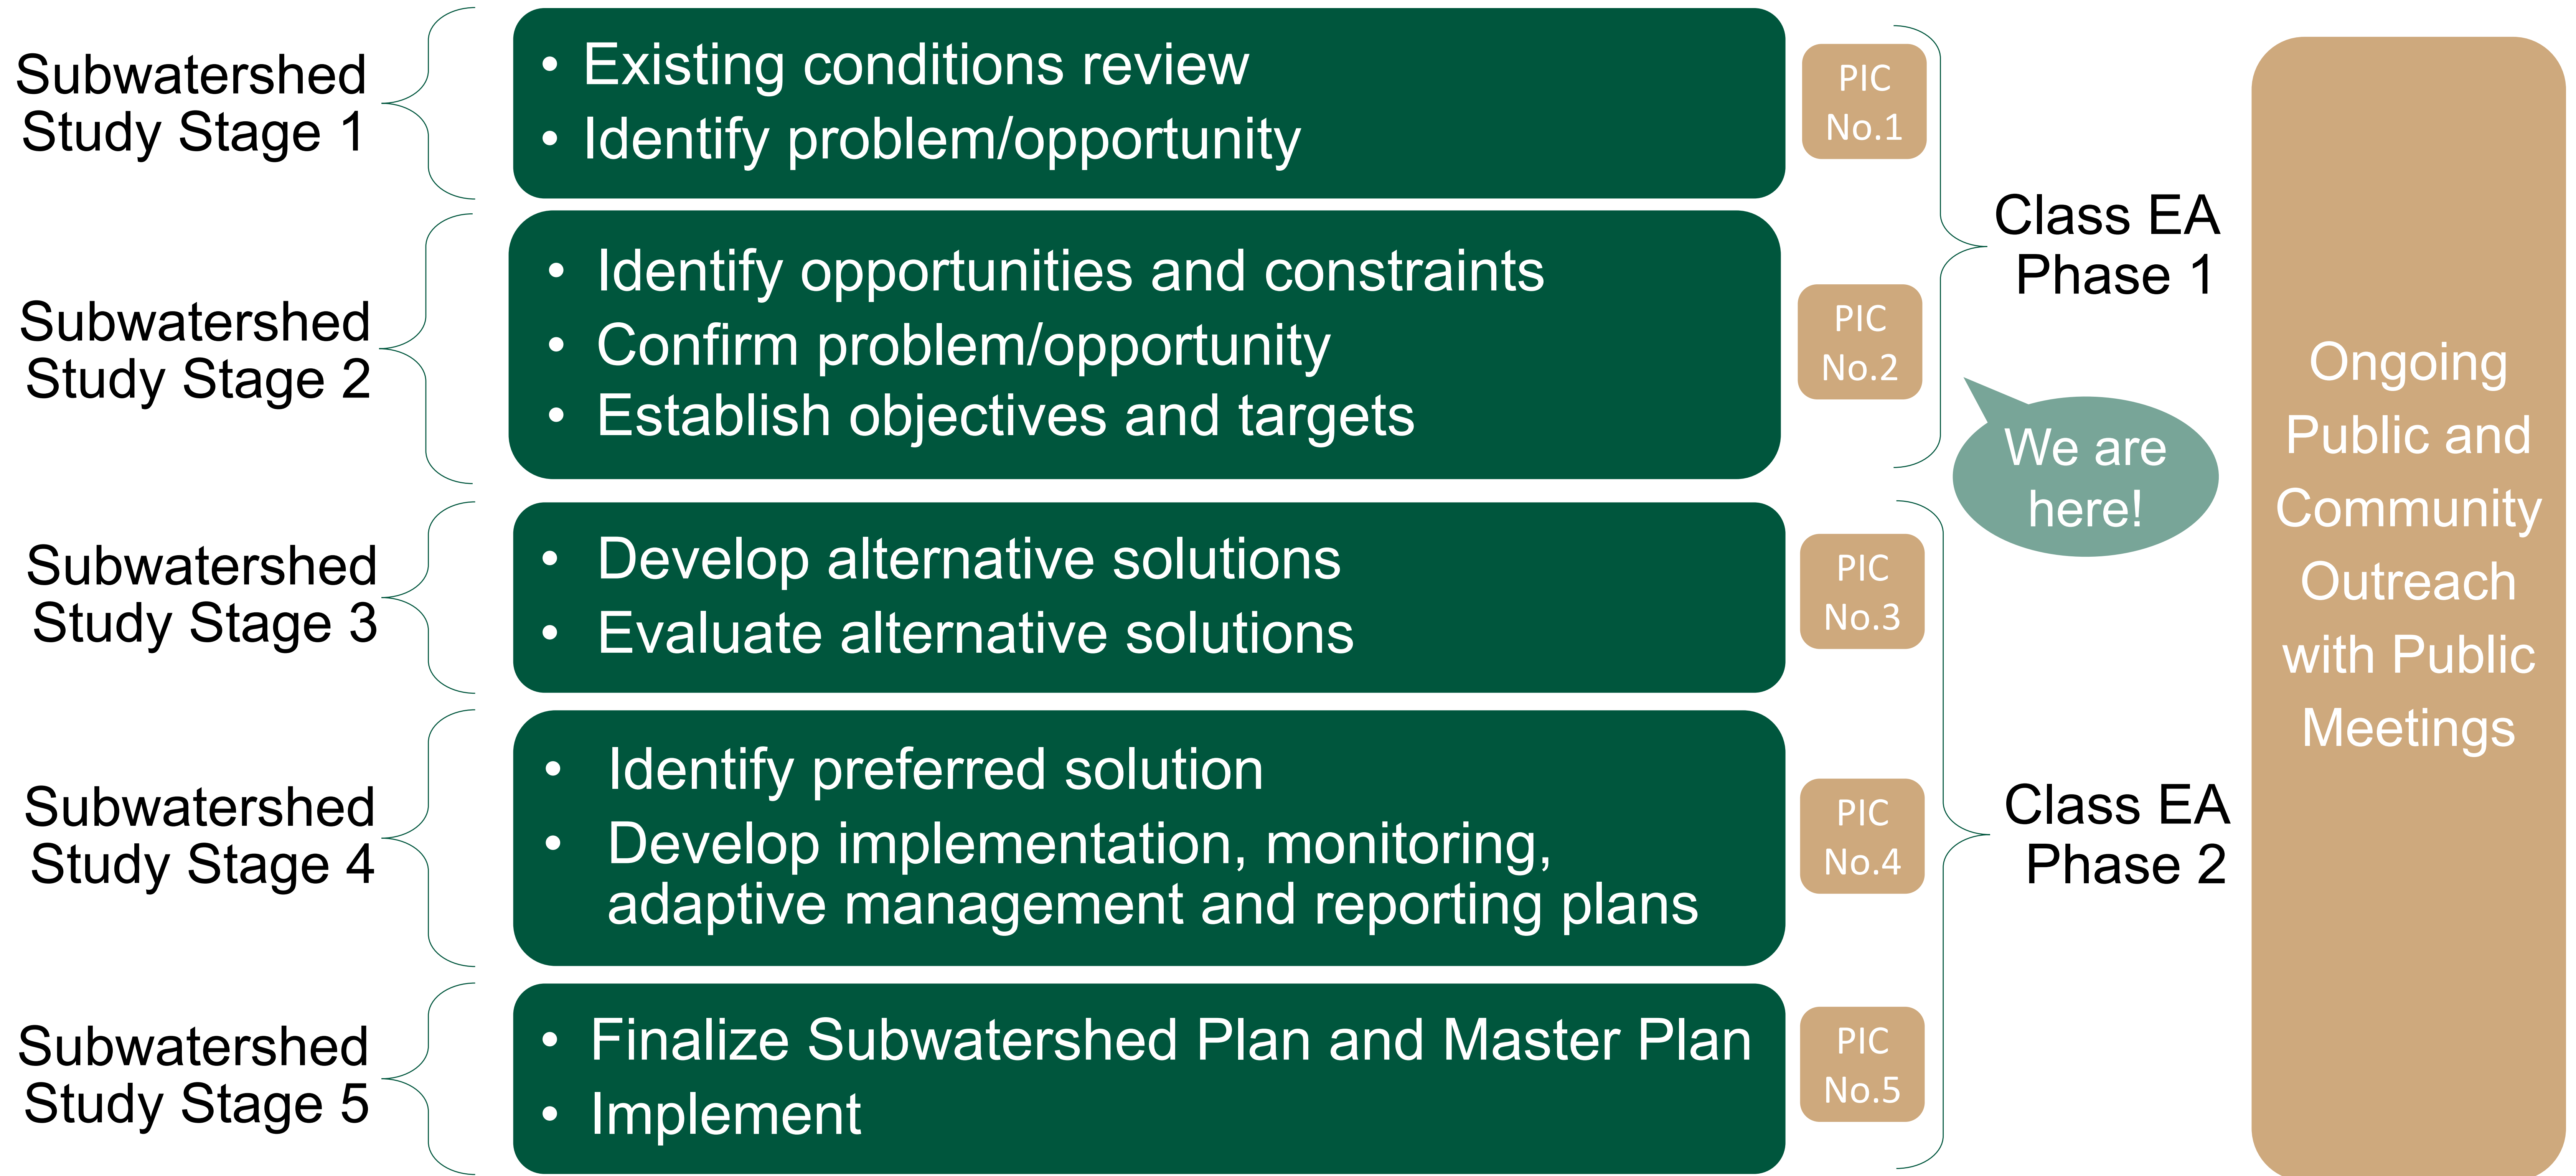 Subwatershed
Study Stage 1
• Existing conditions review
• Identify problem/opportunity
PIC
No.1
Subwatershed
Study Stage 2
• Identify opportunities and constraints
• Confirm problem/opportunity
• Establish objectives and targets
PIC
No.2
Class EA
Phase 1
We are
here!
Subwatershed
Study Stage 3
• Develop alternative solutions
• Evaluate alternative solutions
PIC
No.3
Subwatershed
Study Stage 4
• Identify preferred solution
• Develop implementation, monitoring,
adaptive management and reporting plans
PIC
No.4
Subwatershed
Study Stage 5
• Finalize Subwatershed Plan and Master Plan
• Implement
PIC
No.5
Class EA
Phase 2
Ongoing
Public and
Community
Outreach
with Public
Meetings